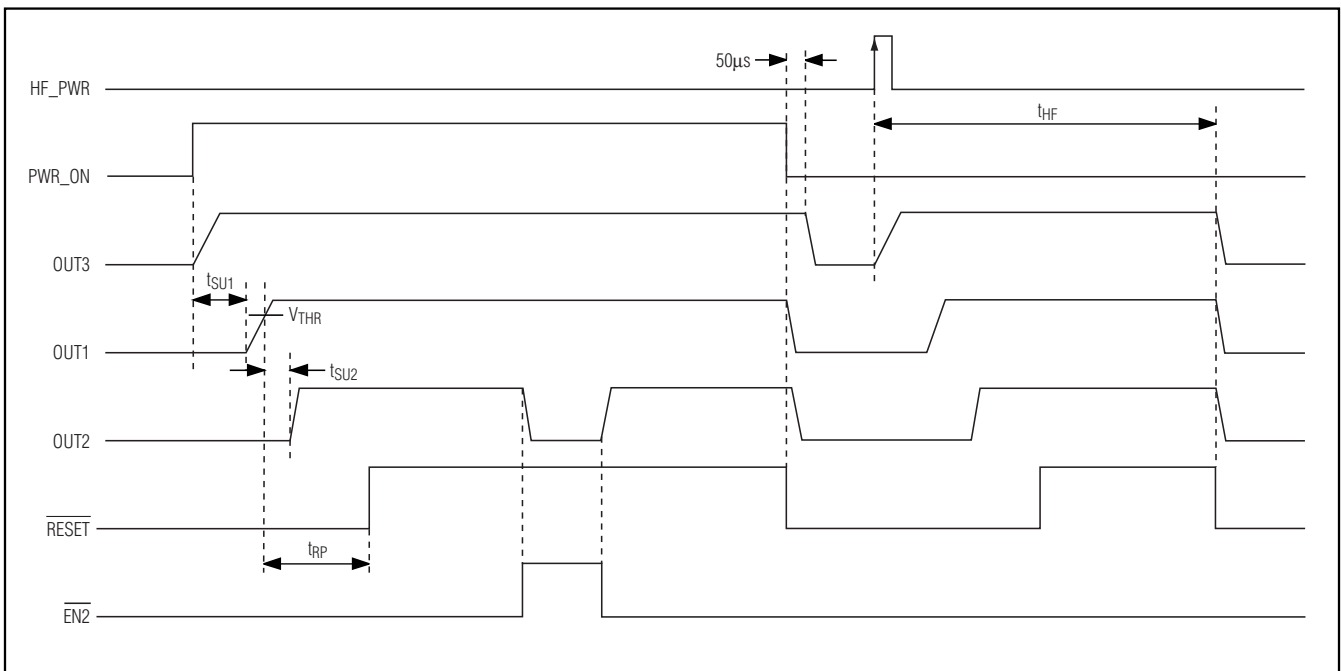 50μs
HF_PWR
tHF
PWR_ON
OUT3
tSU1
VTHR
OUT1
tSU2
OUT2
RESET
tRP
EN2